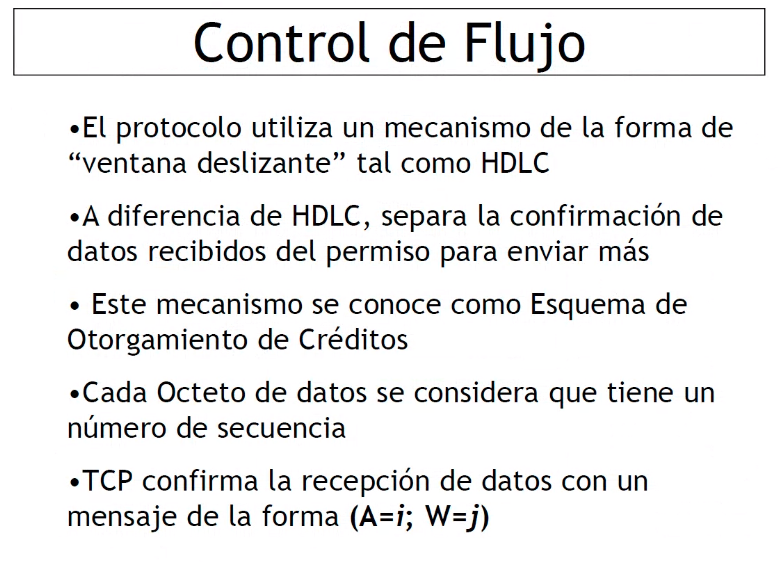 Control de Flujo
•El protocolo utiliza un mecanismo de la forma de
“ventana deslizante” tal como HDLC
•A diferencia de HDLC, separa la confirmación de
datos recibidos del permiso para enviar más
• Este mecanismo se conoce como Esquema de
Otorgamiento de Créditos
•Cada Octeto de datos se considera que tiene un
número de secuencia
•TCP confirma la recepción de datos con un
mensaje de la forma (A=i; W=j)